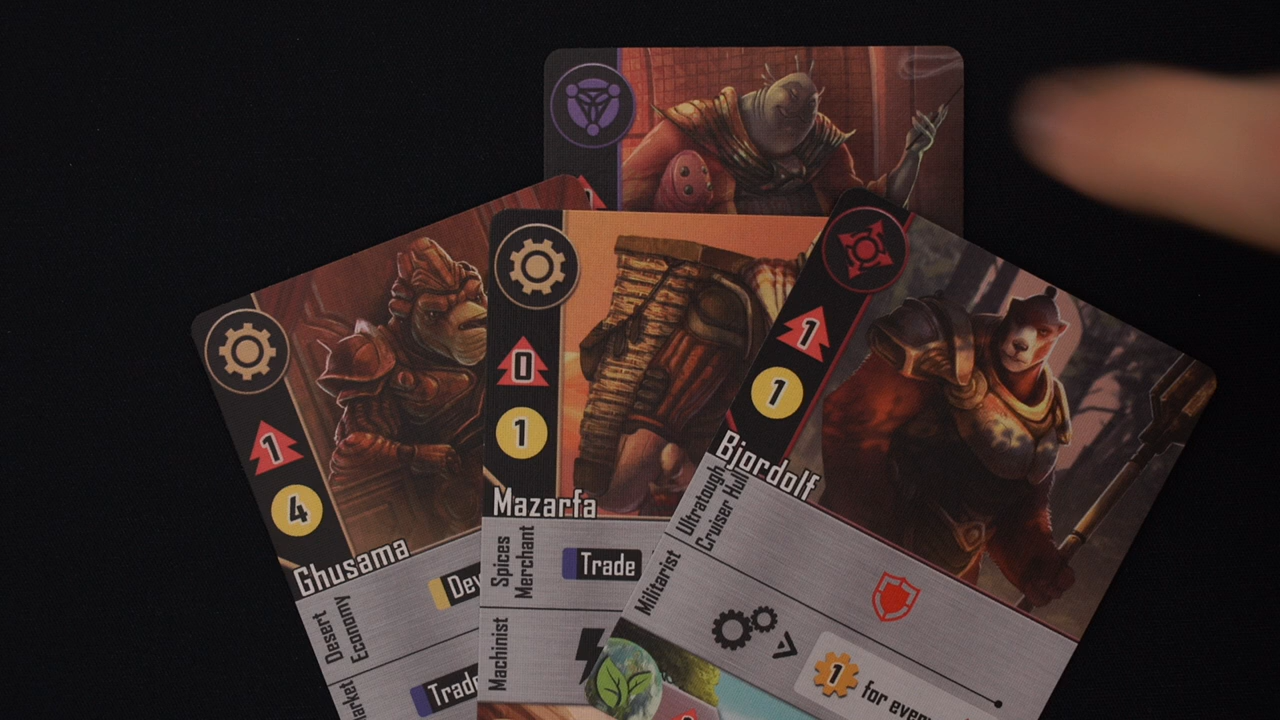 1
4
Ghusama
Desert
Economy
Dev
arket
Trade
0
1
Mazarfa
Spices
Merchant
Trade
Machinist
1
1
Bjordolf
Ultratough
Cruiser Hull
Militarist
1 for every